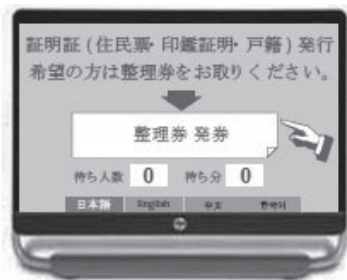 証明証(住民票・印鑑証明・戸籍)発行
希望の方は整理券をお取りください。
整理券 発券
待ち人数 0 待ち分 0
日本語 English 中文 한국어